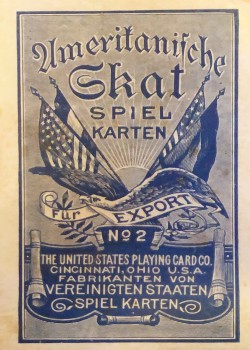 Amerikanische
Skat
SPIEL
KARTEN
Für EXPORT
No 2
THE UNITED STATES PLAYING CARD CO.
CINCINNATI, OHIO U.S.A.
FABRIKANTEN VON
VEREINIGTEN STAATEN
SPIEL KARTEN